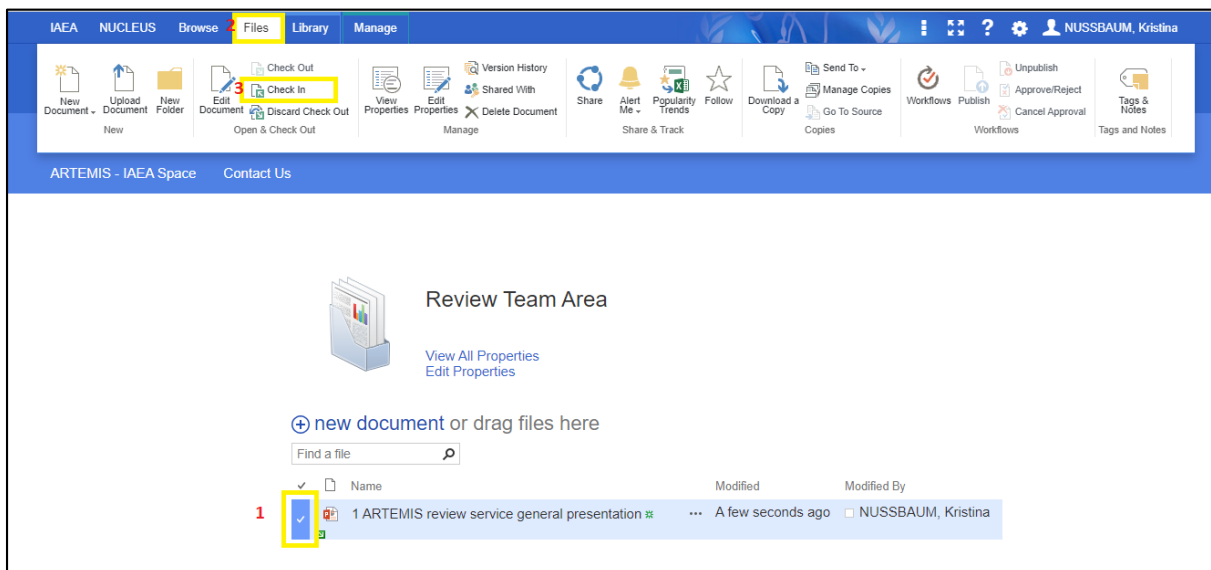 IAEA NUCLEUS Browse 2 Files Library Manage ? NUSSBAUM, Kristina
New Document
Upload Document
New Folder
New
Edit Document
Check Out
3 Check In
Discard Check Out
Open & Check Out
View Properties
Edit Properties
Version History
Shared With
Delete Document
Manage
Share
Alert Me
Popularity Trends
Follow
Share & Track
Download a Copy
Send To
Manage Copies
Go To Source
Copies
Workflows
Publish
Unpublish
Approve/Reject
Cancel Approval
Workflows
Tags & Notes
Tags and Notes
ARTEMIS - IAEA Space Contact Us
Review Team Area
View All Properties
Edit Properties
new document or drag files here
Find a file
Name Modified Modified By
1 1 ARTEMIS review service general presentation ... A few seconds ago NUSSBAUM, Kristina